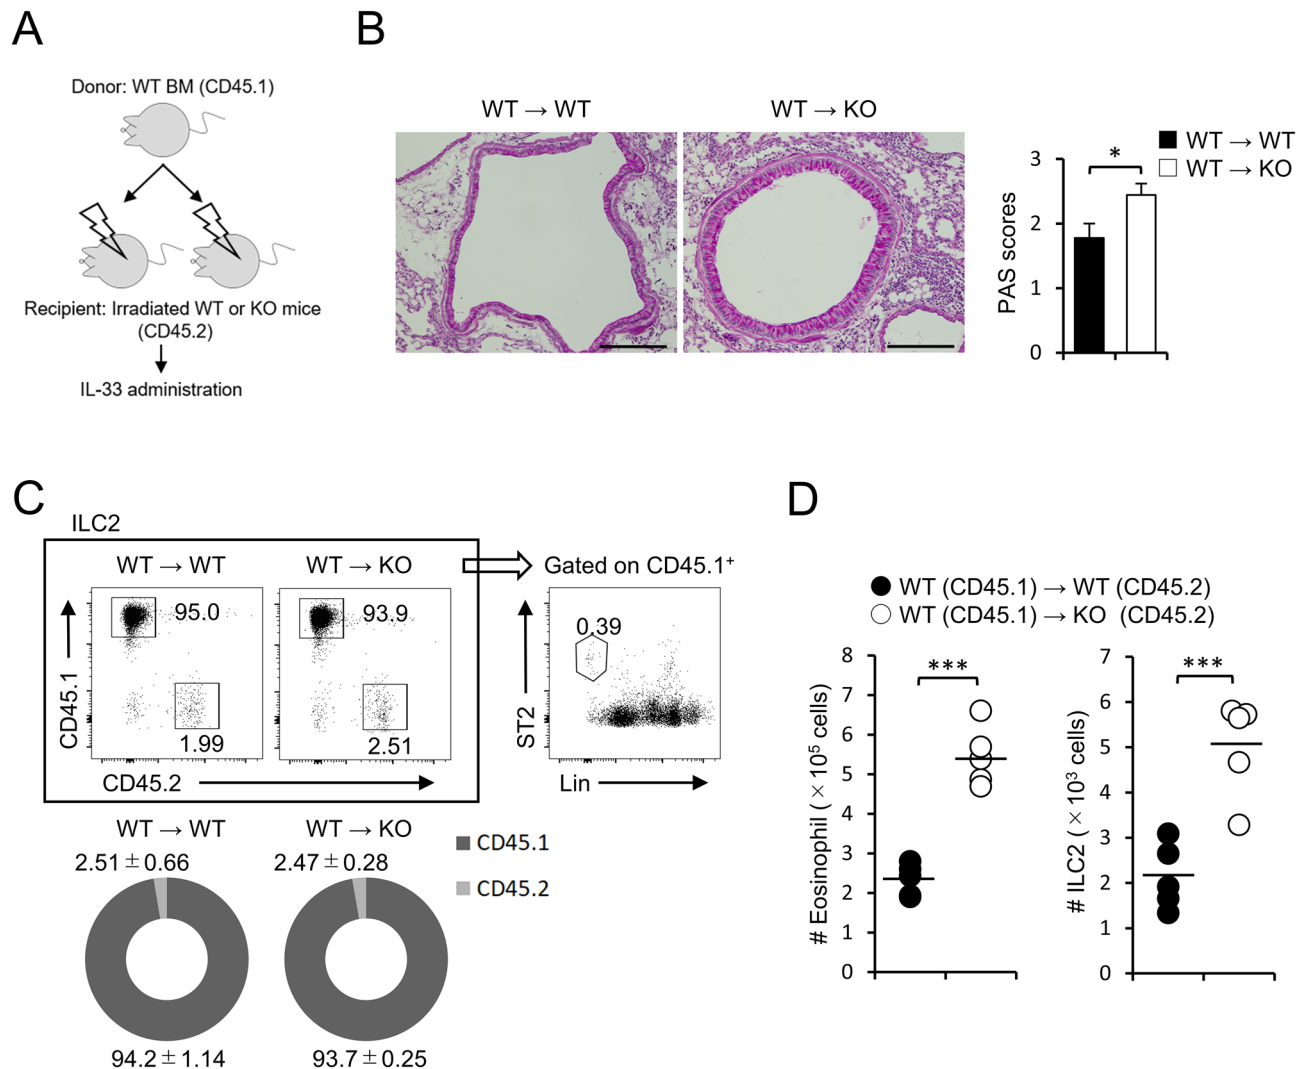 A
Donor: WT BM (CD45.1)
Recipient: Irradiated WT or KO mice
(CD45.2)
IL-33 administration
B
WT → WT
WT → KO
WT → WT
WT → KO
*
3
2
1
0
PAS scores
C
ILC2
WT → WT
WT → KO
Gated on CD45.1+
95.0
93.9
0.39
1.99
2.51
CD45.1
CD45.2
ST2
Lin
WT → WT
WT → KO
2.51 ± 0.66
2.47 ± 0.28
CD45.1
CD45.2
94.2 ± 1.14
93.7 ± 0.25
D
WT (CD45.1) → WT (CD45.2)
WT (CD45.1) → KO (CD45.2)
***
8
7
6
5
4
3
2
1
0
# Eosinophil (×10⁵ cells)
***
7
6
5
4
3
2
1
0
# ILC2 (×10³ cells)